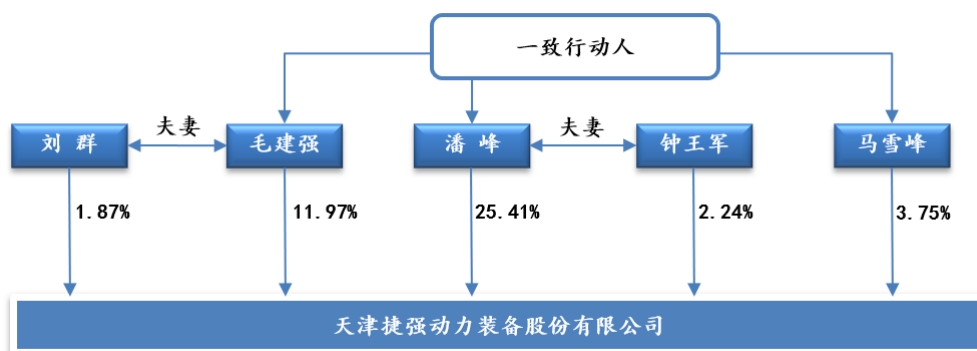 一致行动人
夫妻
夫妻
刘 群
毛建强
潘 峰
钟王军
马雪峰
1.87%
11.97%
25.41%
2.24%
3.75%
天津捷强动力装备股份有限公司